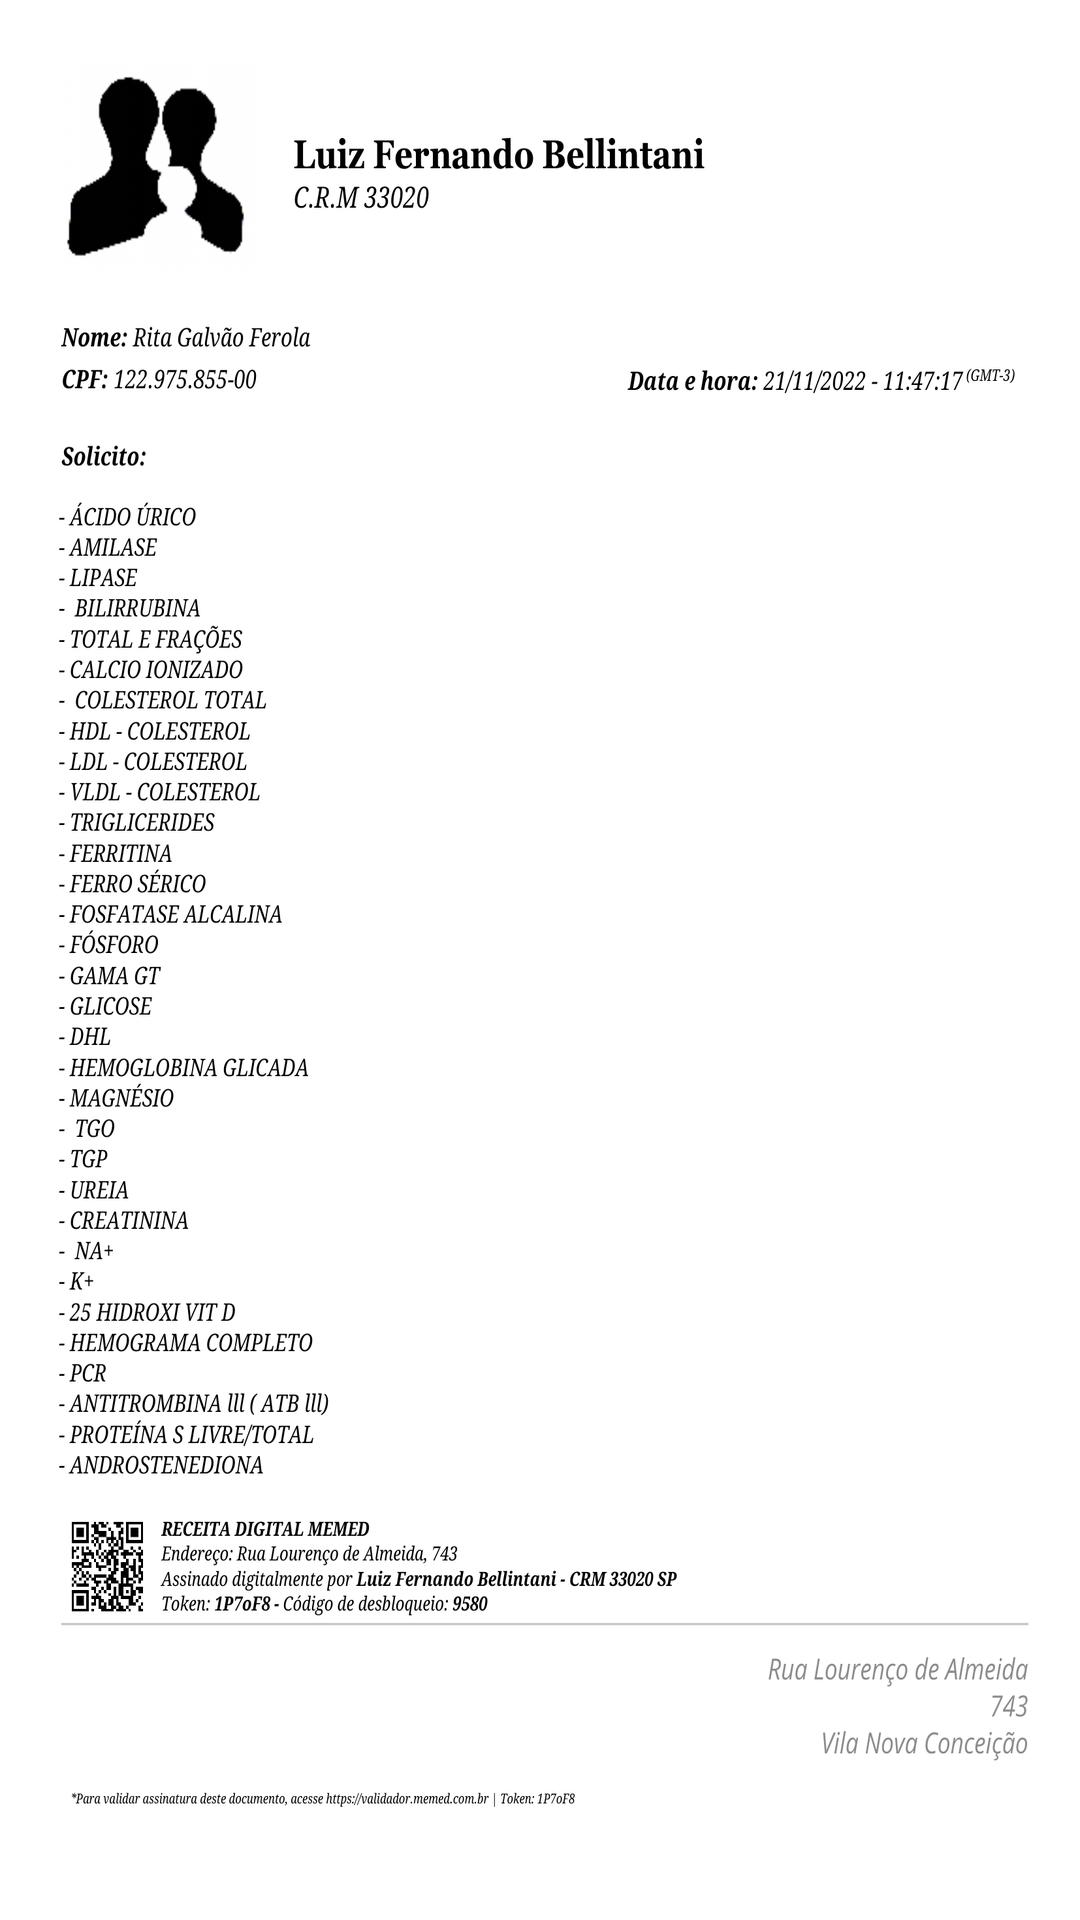 Luiz Fernando Bellintani
C.R.M 33020
Nome: Rita Galvão Ferola
CPF: 122.975.855-00
Data e hora: 21/11/2022 - 11:47:17 (GMT-3)
Solicito:
- ÁCIDO ÚRICO
- AMILASE
- LIPASE
- BILIRRUBINA
- TOTAL E FRAÇÕES
- CALCIO IONIZADO
- COLESTEROL TOTAL
- HDL - COLESTEROL
- LDL - COLESTEROL
- VLDL - COLESTEROL
- TRIGLICERIDES
- FERRITINA
- FERRO SÉRICO
- FOSFATASE ALCALINA
- FÓSFORO
- GAMA GT
- GLICOSE
- DHL
- HEMOGLOBINA GLICADA
- MAGNÉSIO
- TGO
- TGP
- UREIA
- CREATININA
- NA+
- K+
- 25 HIDROXI VIT D
- HEMOGRAMA COMPLETO
- PCR
- ANTITROMBINA lll ( ATB lll)
- PROTEÍNA S LIVRE/TOTAL
- ANDROSTENEDIONA
RECEITA DIGITAL MEMED
Endereço: Rua Lourenço de Almeida, 743
Assinado digitalmente por Luiz Fernando Bellintani - CRM 33020 SP
Token: 1P7oF8 - Código de desbloqueio: 9580
Rua Lourenço de Almeida
743
Vila Nova Conceição
*Para validar assinatura deste documento, acesse https://validador.memed.com.br | Token: 1P7oF8